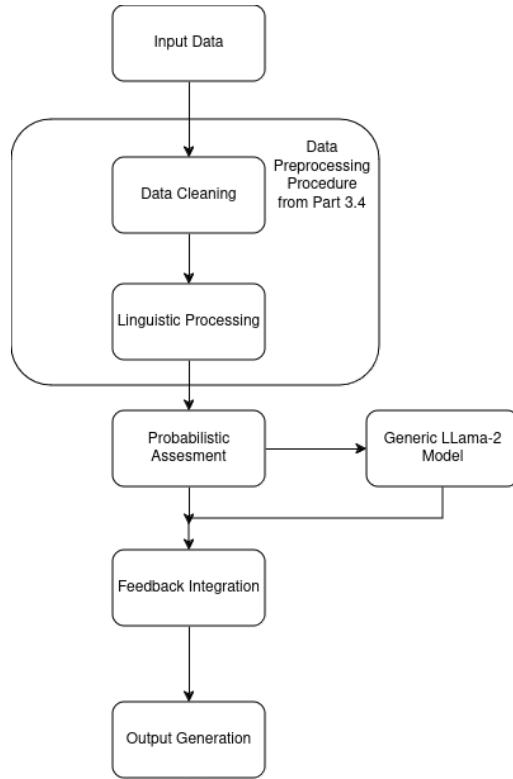 Input Data
Data
Preprocessing
Procedure
from Part 3.4
Data Cleaning
Linguistic Processing
Probabilistic
Assesment
Generic LLama-2
Model
Feedback Integration
Output Generation